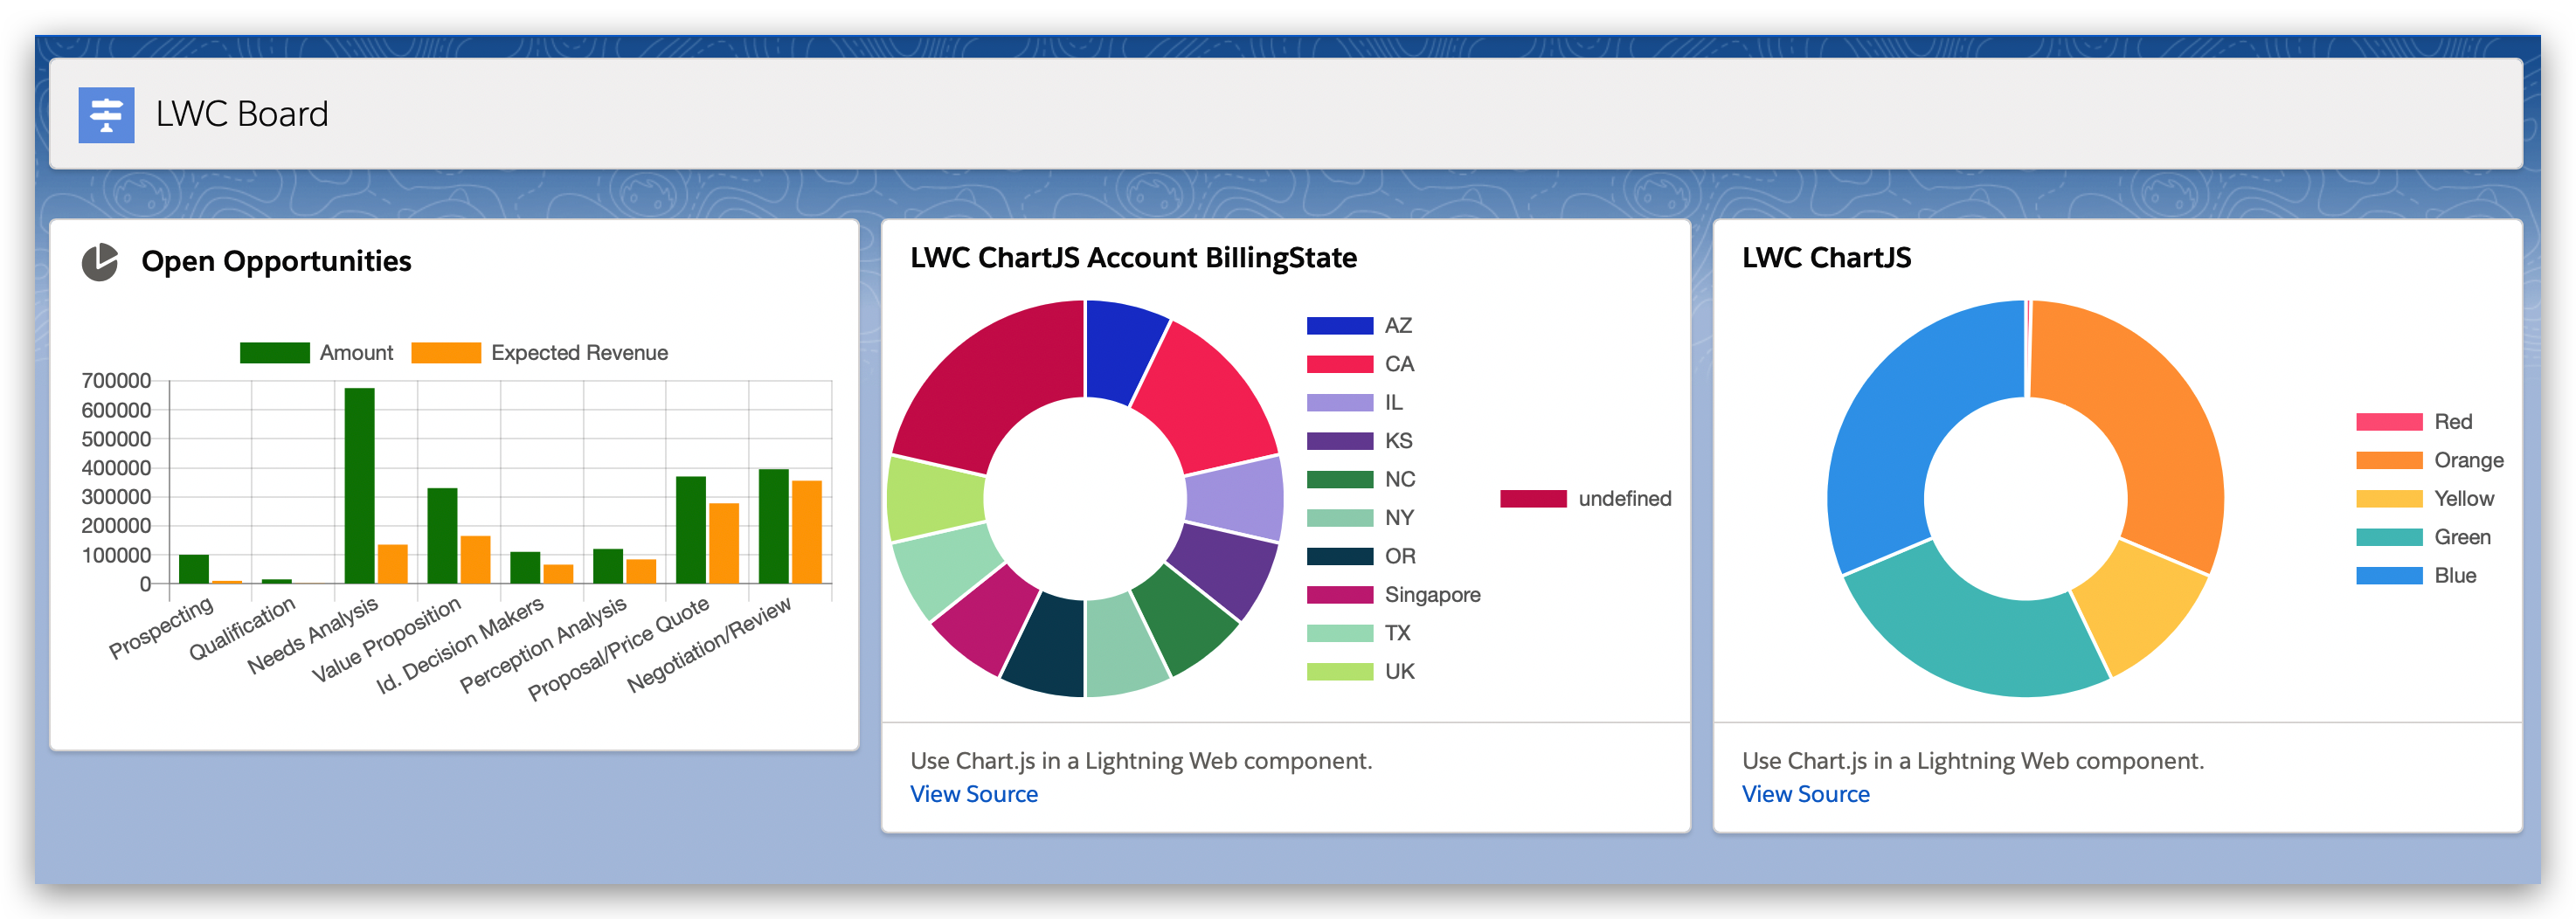 LWC Board
Open Opportunities
Amount Expected Revenue
700000
600000
500000
400000
300000
200000
100000
0
Prospecting
Qualification
Needs Analysis
Value Proposition
Id. Decision Makers
Perception Analysis
Proposal/Price Quote
Negotiation/Review
LWC ChartJS Account BillingState
AZ
CA
IL
KS
NC
NY
OR
Singapore
TX
UK
undefined
Use Chart.js in a Lightning Web component.
View Source
LWC ChartJS
Red
Orange
Yellow
Green
Blue
Use Chart.js in a Lightning Web component.
View Source